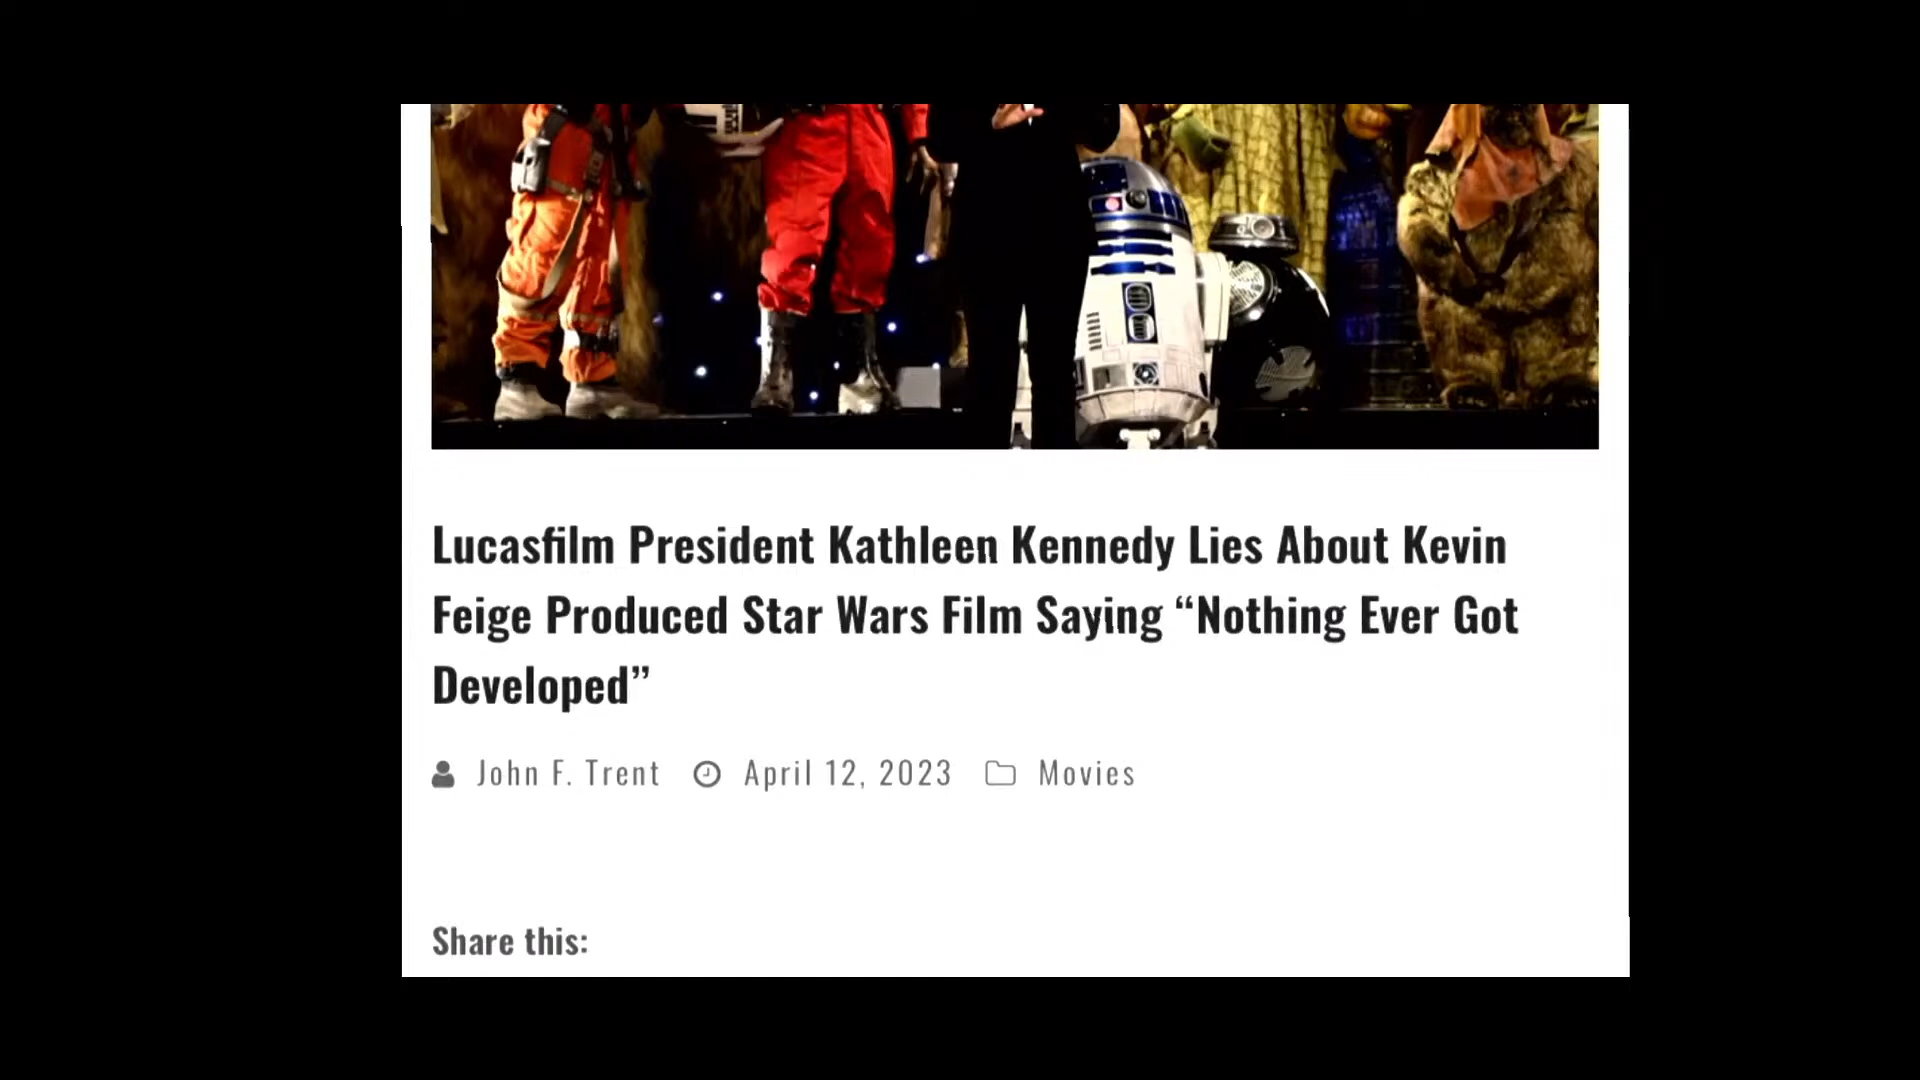 Lucasfilm President Kathleen Kennedy Lies About Kevin
Feige Produced Star Wars Film Saying “Nothing Ever Got
Developed”
John F. Trent April 12, 2023 Movies
Share this: